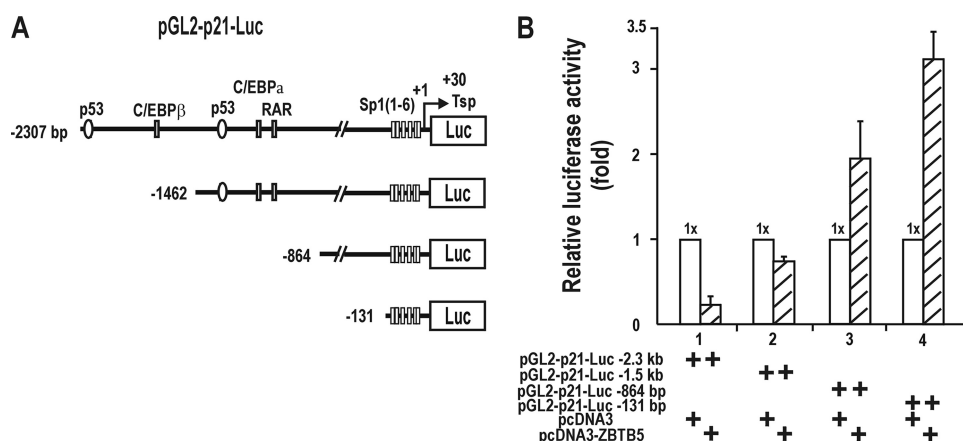 A
pGL2-p21-Luc
p53
C/EBPβ
p53
C/EBPa
RAR
Sp1(1-6)
+1
+30
Tsp
-2307 bp
Luc
-1462
Luc
-864
Luc
-131
Luc
B
Relative luciferase activity
(fold)
3.5
3
2
1
0
1x
1x
1x
1x
1
2
3
4
pGL2-p21-Luc -2.3 kb ++
pGL2-p21-Luc -1.5 kb ++
pGL2-p21-Luc -864 bp ++
pGL2-p21-Luc -131 bp ++
pcDNA3 + + + +
pcDNA3-ZBTB5 + + + +